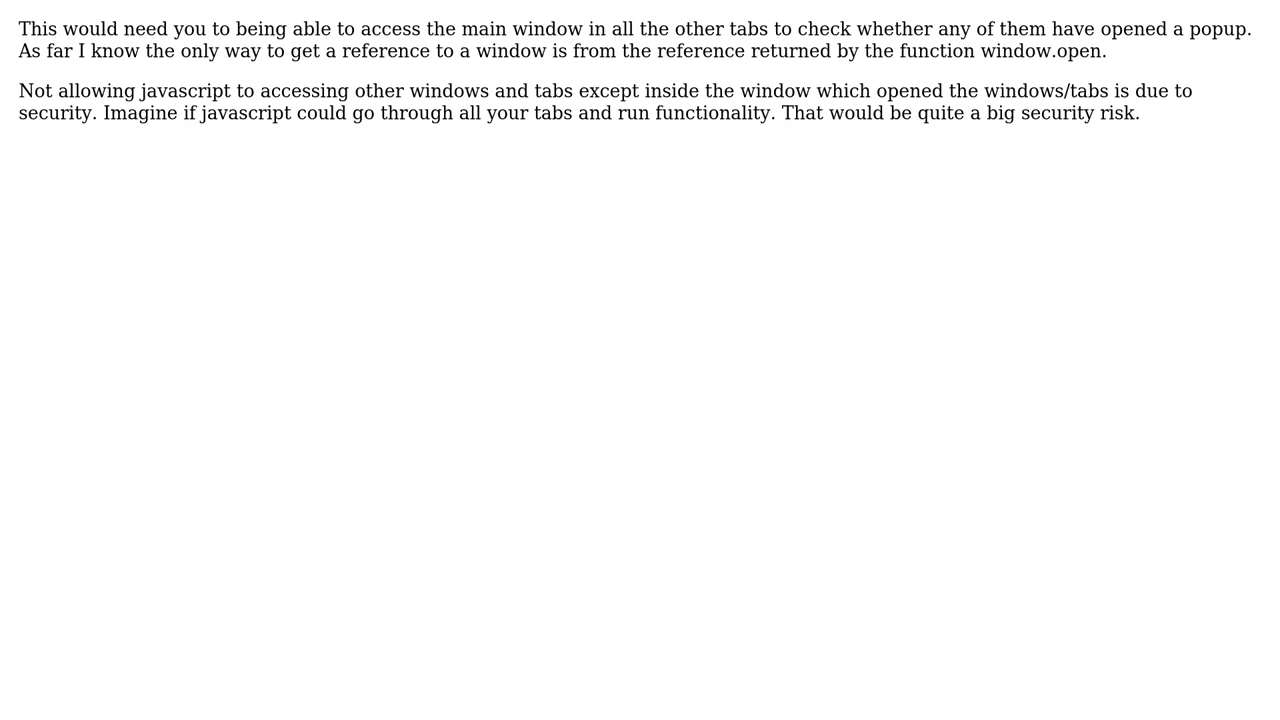 This would need you to being able to access the main window in all the other tabs to check whether any of them have opened a popup.
As far I know the only way to get a reference to a window is from the reference returned by the function window.open.
Not allowing javascript to accessing other windows and tabs except inside the window which opened the windows/tabs is due to
security. Imagine if javascript could go through all your tabs and run functionality. That would be quite a big security risk.